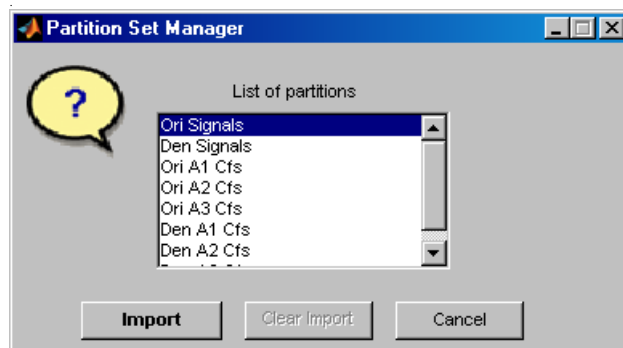 Partition Set Manager
?
List of partitions
Ori Signals
Den Signals
Ori A1 Cfs
Ori A2 Cfs
Ori A3 Cfs
Den A1 Cfs
Den A2 Cfs
Import
Clear Import
Cancel